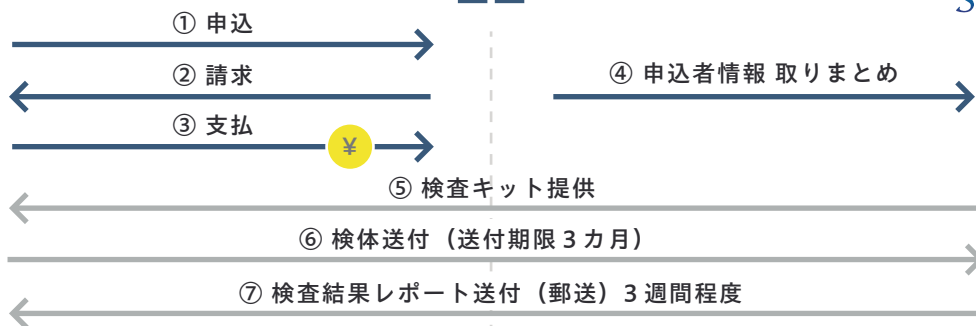 ① 申込
② 請求
④ 申込者情報 取りまとめ
③ 支払
¥
⑤ 検査キット提供
⑥ 検体送付（送付期限３カ月）
⑦ 検査結果レポート送付（郵送）３週間程度